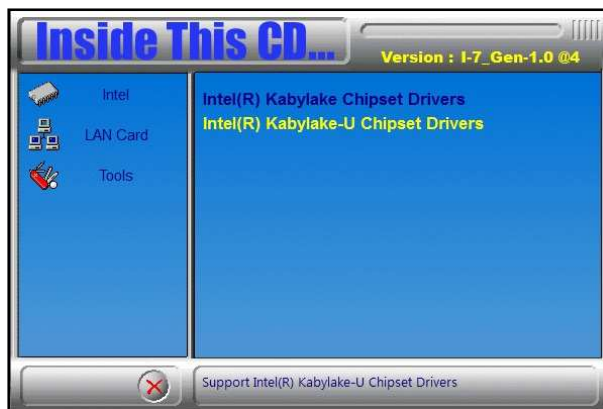 Inside This CD...
Version : I-7_Gen-1.0 @4
Intel
LAN Card
Tools
Intel(R) Kabylake Chipset Drivers
Intel(R) Kabylake-U Chipset Drivers
Support Intel(R) Kabylake-U Chipset Drivers